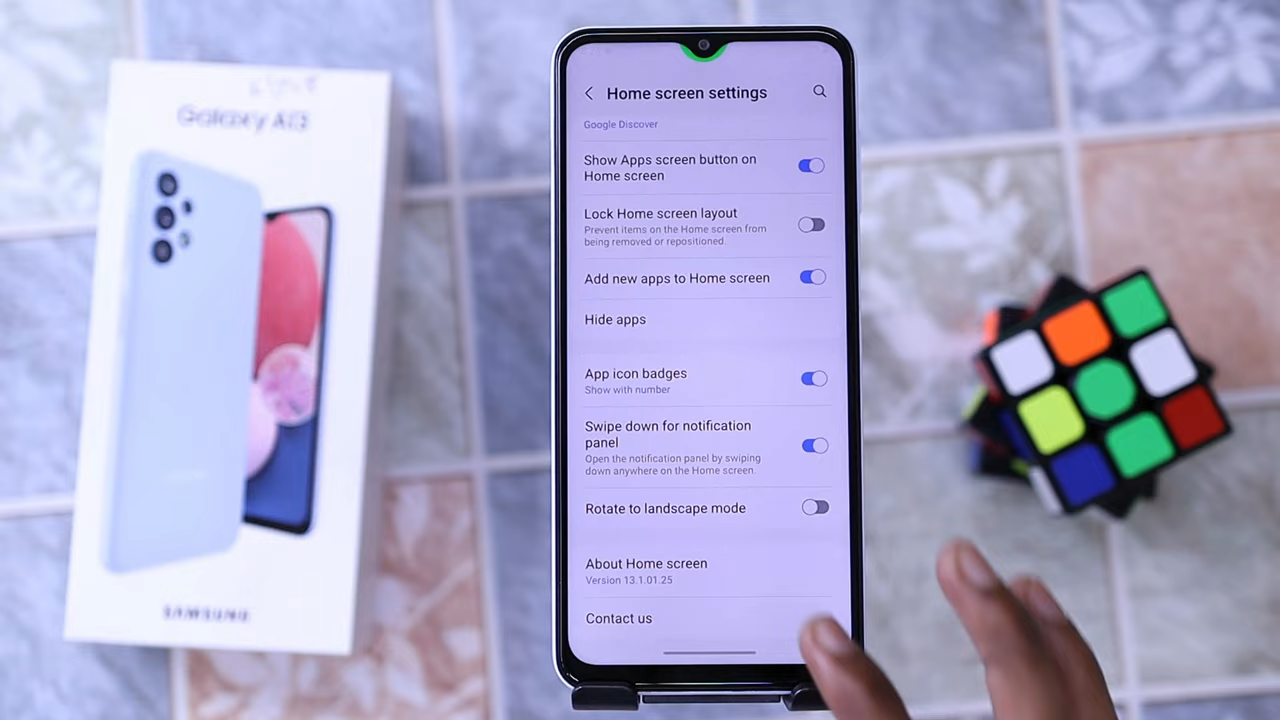 Galaxy A13
SAMSUNG
Home screen settings
Google Discover
Show Apps screen button on
Home screen
Lock Home screen layout
Prevent items on the Home screen from
being removed or repositioned.
Add new apps to Home screen
Hide apps
App icon badges
Show with number
Swipe down for notification
panel
Open the notification panel by swiping
down anywhere on the Home screen.
Rotate to landscape mode
About Home screen
Version 13.1.01.25
Contact us